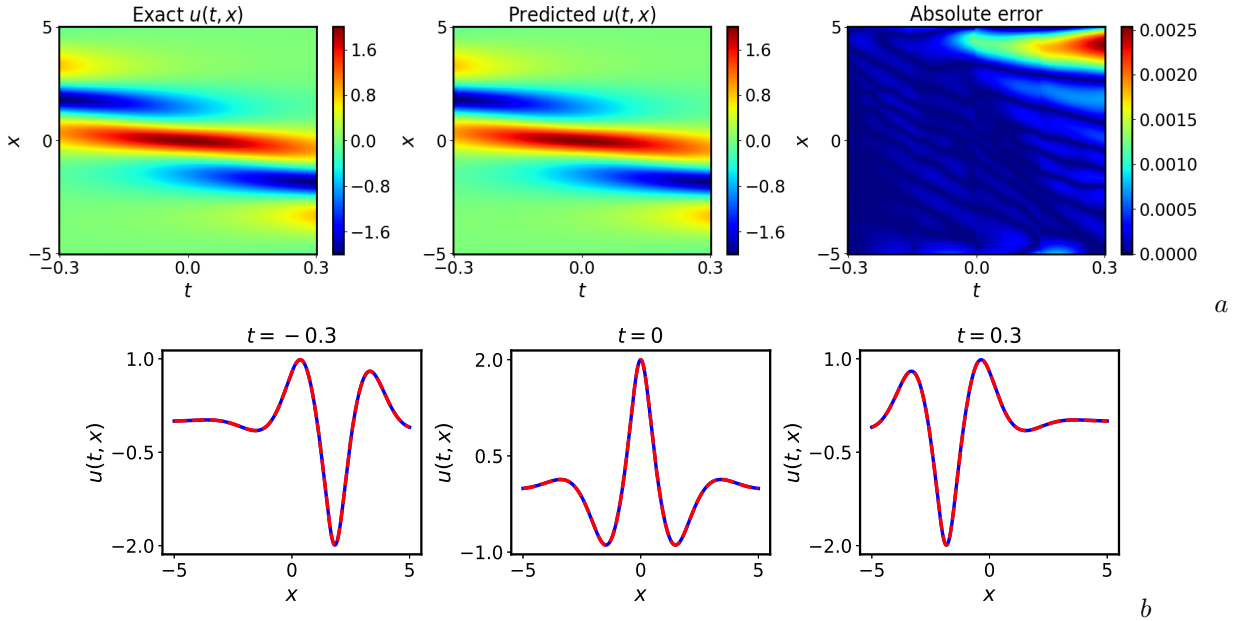 Exact u(t, x)
Predicted u(t, x)
Absolute error
5
0
−5
x
−0.3
0.0
0.3
t
1.6
0.8
0.0
−0.8
−1.6
5
0
−5
x
−0.3
0.0
0.3
t
1.6
0.8
0.0
−0.8
−1.6
5
0
−5
x
−0.3
0.0
0.3
t
0.0025
0.0020
0.0015
0.0010
0.0005
0.0000
a
t = −0.3
1.0
−0.5
−2.0
u(t, x)
−5
0
5
x
t = 0
2.0
0.5
−1.0
u(t, x)
−5
0
5
x
t = 0.3
1.0
−0.5
−2.0
u(t, x)
−5
0
5
x
b